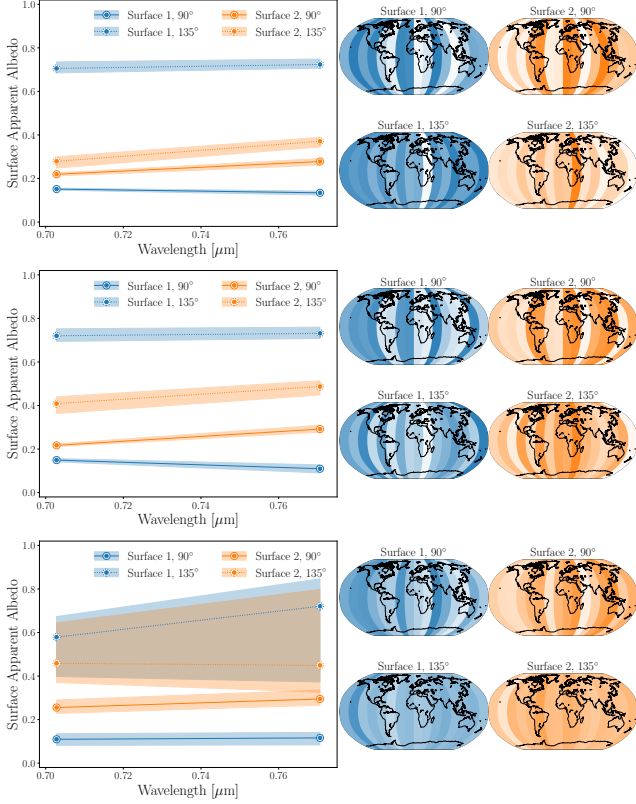 1.0
0.8
0.6
0.4
0.2
0.0
Surface Apparent Albedo
Surface 1, 90° Surface 2, 90°
Surface 1, 135° Surface 2, 135°
0.70 0.72 0.74 0.76
Wavelength [μm]
Surface 1, 90° Surface 2, 90°
Surface 1, 135° Surface 2, 135°
1.0
0.8
0.6
0.4
0.2
0.0
Surface Apparent Albedo
Surface 1, 90° Surface 2, 90°
Surface 1, 135° Surface 2, 135°
0.70 0.72 0.74 0.76
Wavelength [μm]
Surface 1, 90° Surface 2, 90°
Surface 1, 135° Surface 2, 135°
1.0
0.8
0.6
0.4
0.2
0.0
Surface Apparent Albedo
Surface 1, 90° Surface 2, 90°
Surface 1, 135° Surface 2, 135°
0.70 0.72 0.74 0.76
Wavelength [μm]
Surface 1, 90° Surface 2, 90°
Surface 1, 135° Surface 2, 135°